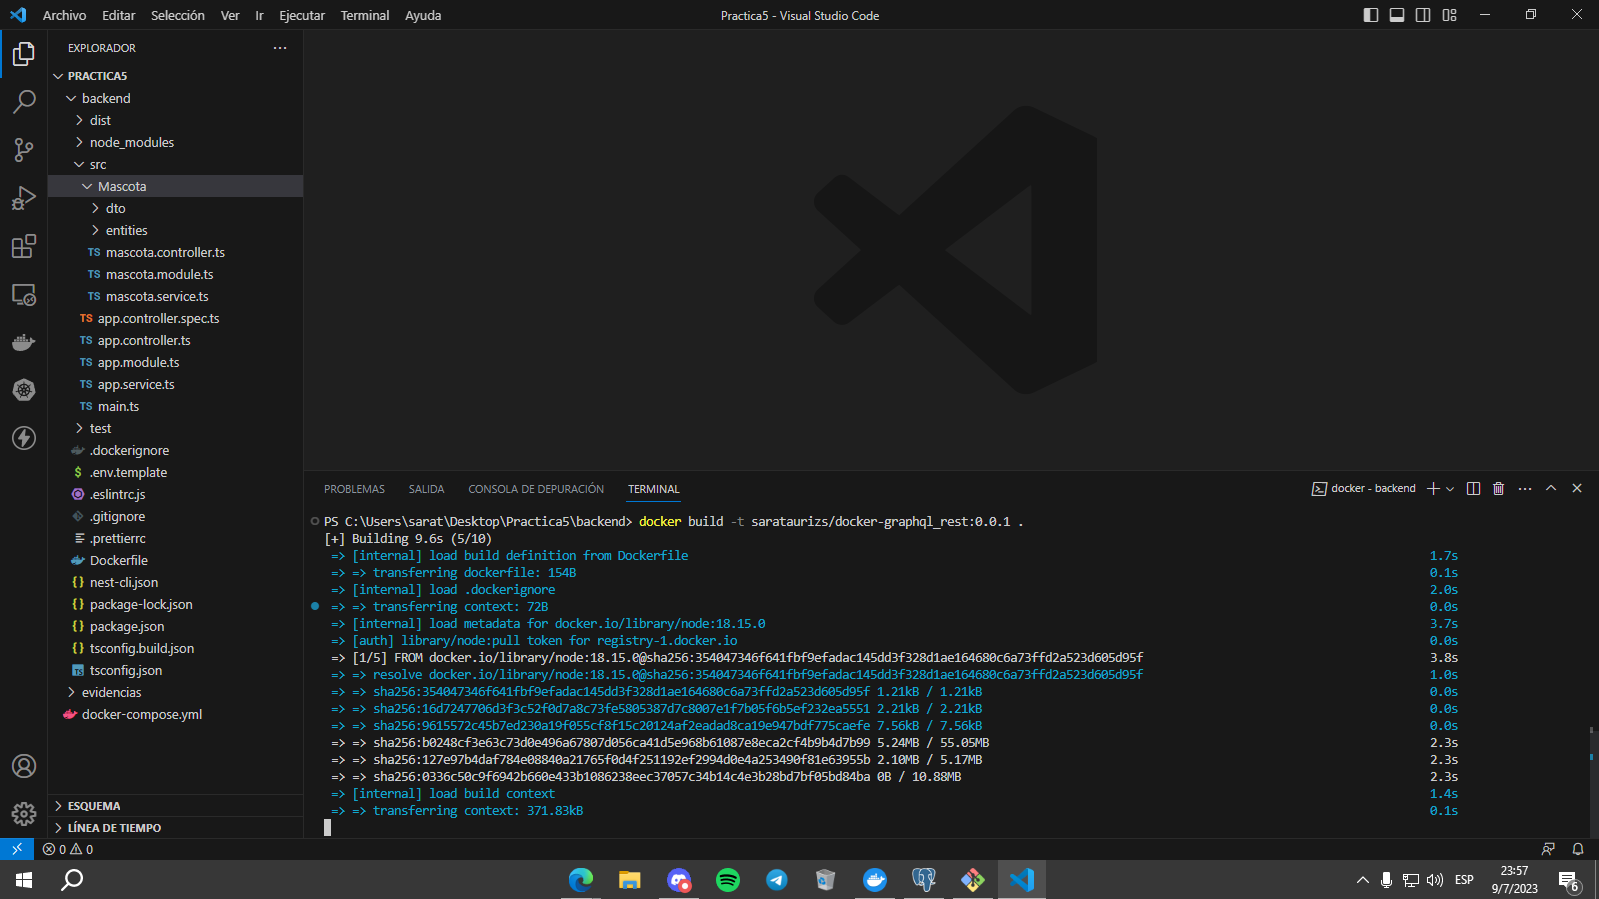 Archivo Editar Selección Ver Ir Ejecutar Terminal Ayuda
Practica5 - Visual Studio Code
EXPLORADOR
PRACTICA5
backend
dist
node_modules
src
Mascota
dto
entities
TS mascota.controller.ts
TS mascota.module.ts
TS mascota.service.ts
TS app.controller.spec.ts
TS app.controller.ts
TS app.module.ts
TS app.service.ts
TS main.ts
test
.dockerignore
$ .env.template
.eslintrc.js
.gitignore
.prettierrc
Dockerfile
{} nest-cli.json
{} package-lock.json
{} package.json
{} tsconfig.build.json
TS tsconfig.json
evidencias
docker-compose.yml
ESQUEMA
LÍNEA DE TIEMPO
PROBLEMAS SALIDA CONSOLA DE DEPURACIÓN TERMINAL
docker - backend
PS C:\Users\sarat\Desktop\Practica5\backend> docker build -t sarataurizs/docker-graphql_rest:0.0.1 .
[+] Building 9.6s (5/10)
=> [internal] load build definition from Dockerfile 1.7s
=> => transferring dockerfile: 154B 0.1s
=> [internal] load .dockerignore 2.0s
=> => transferring context: 72B 0.0s
=> [internal] load metadata for docker.io/library/node:18.15.0 3.7s
=> [auth] library/node:pull token for registry-1.docker.io 0.0s
=> [1/5] FROM docker.io/library/node:18.15.0@sha256:354047346f641fbf9efadac145dd3f328d1ae164680c6a73ffd2a523d605d95f 3.8s
=> => resolve docker.io/library/node:18.15.0@sha256:354047346f641fbf9efadac145dd3f328d1ae164680c6a73ffd2a523d605d95f 1.0s
=> => sha256:354047346f641fbf9efadac145dd3f328d1ae164680c6a73ffd2a523d605d95f 1.21kB / 1.21kB 0.0s
=> => sha256:16d7247706d3f3c52f0d7a8c73fe5805387d7c8007e1f7b05f6b5ef232ea5551 2.21kB / 2.21kB 0.0s
=> => sha256:9615572c45b7ed230a19f055cf8f15c20124af2eadad8ca19e947bdf775caefe 7.56kB / 7.56kB 0.0s
=> => sha256:b0248cf3e63c73d0e496a67807d056ca41d5e968b61087e8eca2cf4b9b4d7b99 5.24MB / 55.05MB 2.3s
=> => sha256:127e97b4daf784e08840a21765f0d4f251192ef2994d0e4a253490f81e63955b 2.10MB / 5.17MB 2.3s
=> => sha256:0336c50c9f6942b660e433b1086238eec37057c34b14c4e3b28bd7bf05bd84ba 0B / 10.88MB 2.3s
=> [internal] load build context 1.4s
=> => transferring context: 371.83kB 0.1s
0 0
ESP
23:57
9/7/2023
6